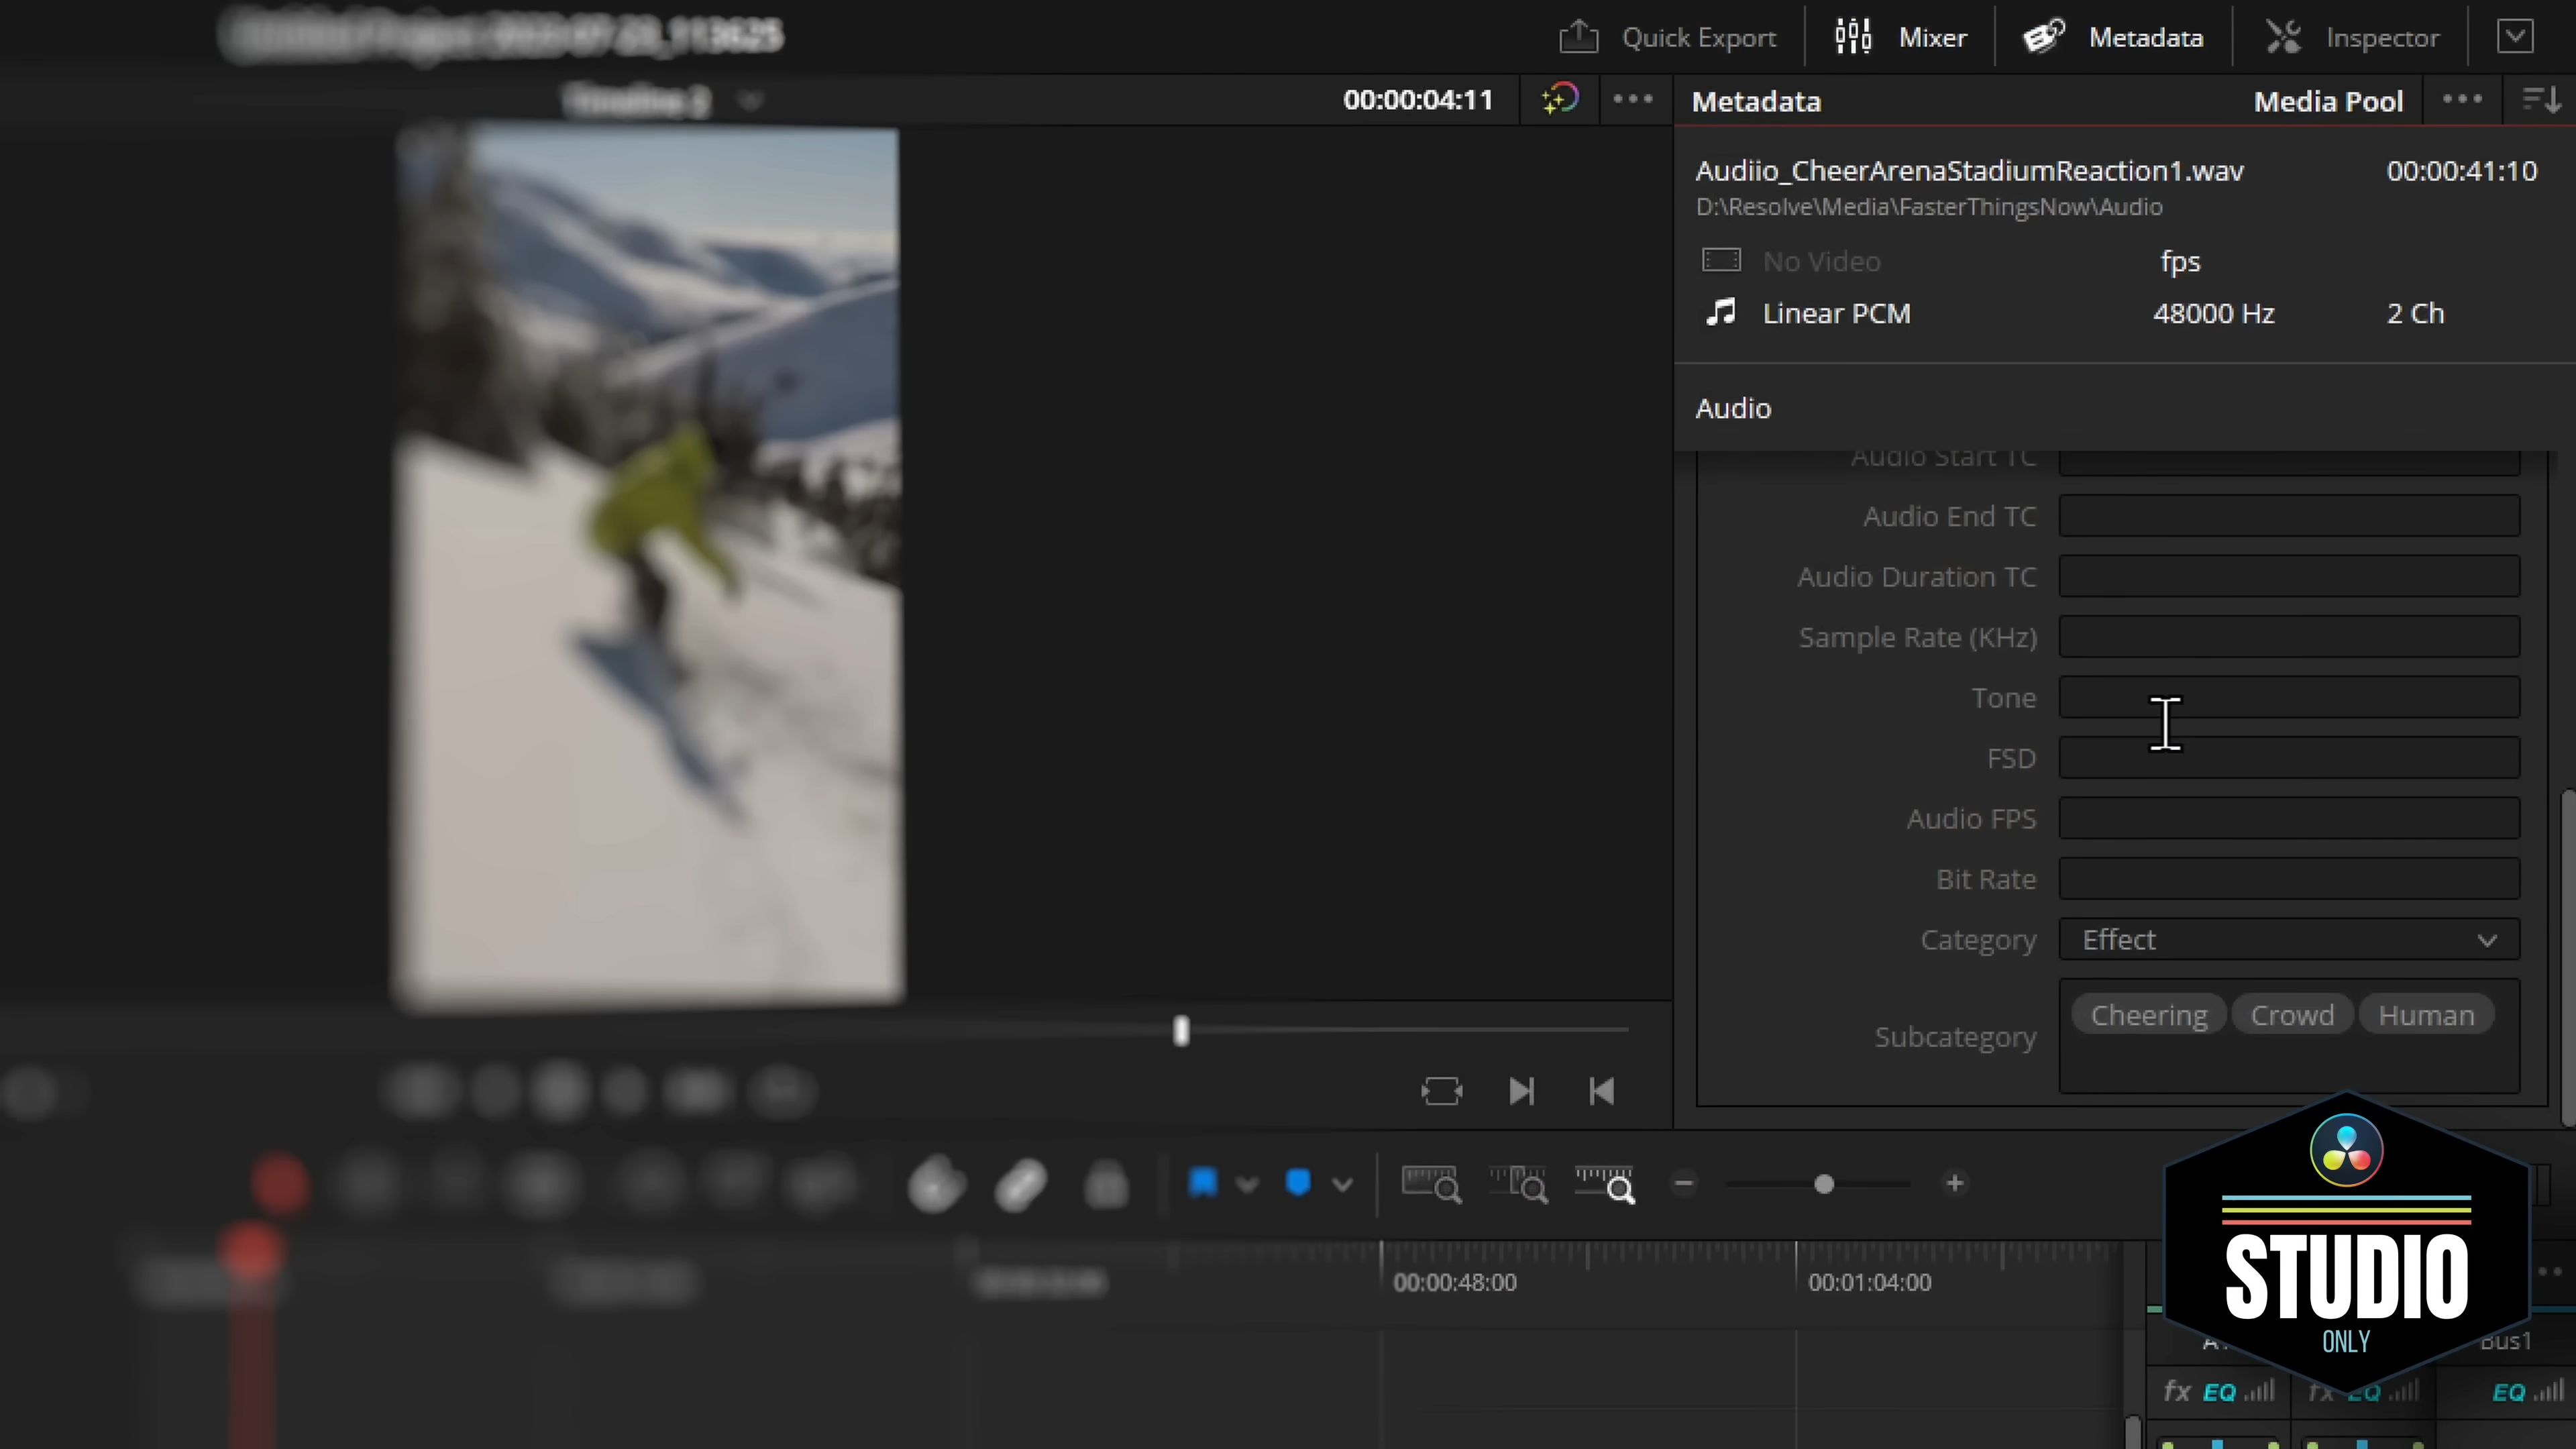 Quick Export
Mixer
Metadata
Inspector
Timeline 2
00:00:04:11
Metadata
Media Pool
Audiio_CheerArenaStadiumReaction1.wav 00:00:41:10
D:\Resolve\Media\FasterThingsNow\Audio
No Video fps
Linear PCM 48000 Hz 2 Ch
Audio
Audio Start TC
Audio End TC
Audio Duration TC
Sample Rate (KHz)
Tone
FSD
Audio FPS
Bit Rate
Category Effect
Subcategory Cheering Crowd Human
00:00:48:00
00:01:04:00
STUDIO
ONLY
Bus1
fx EQ fx EQ EQ